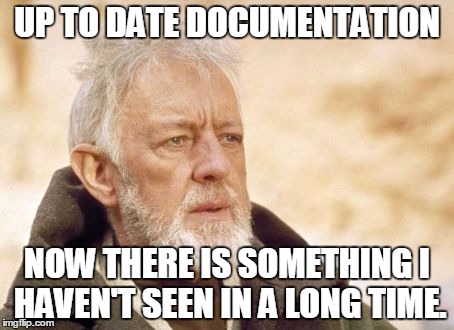 UP TO DATE DOCUMENTATION
NOW THERE IS SOMETHING I
HAVEN'T SEEN IN A LONG TIME.
imgflip.com